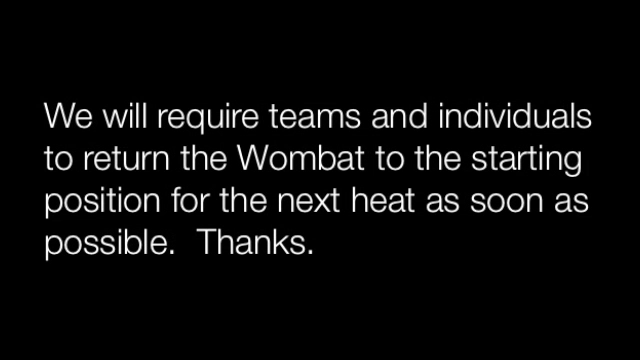 We will require teams and individuals
to return the Wombat to the starting
position for the next heat as soon as
possible.  Thanks.